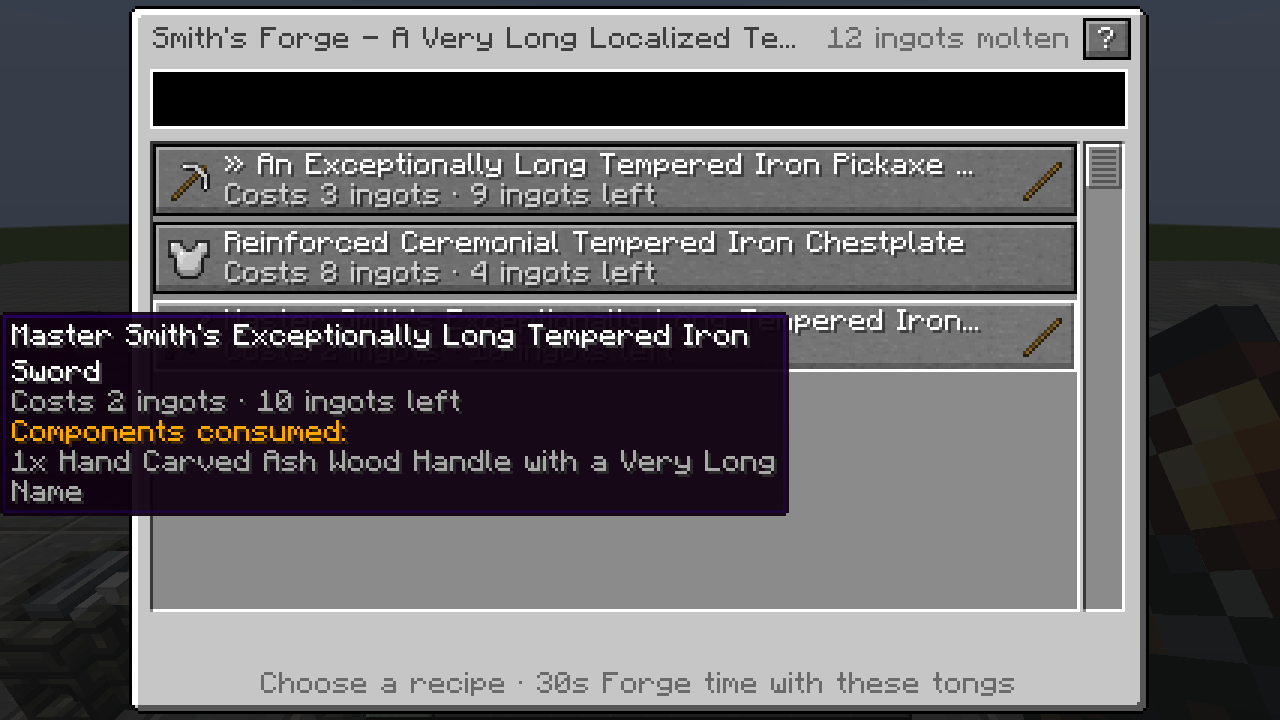 Smith's Forge - A Very Long Localized Te... 12 ingots molten ?
» An Exceptionally Long Tempered Iron Pickaxe ...
Costs 3 ingots · 9 ingots left
Reinforced Ceremonial Tempered Iron Chestplate
Costs 8 ingots · 4 ingots left
Tempered Iron...
Master Smith's Exceptionally Long Tempered Iron
Sword
Costs 2 ingots · 10 ingots left
Components consumed:
1x Hand Carved Ash Wood Handle with a Very Long
Name
Choose a recipe · 30s Forge time with these tongs